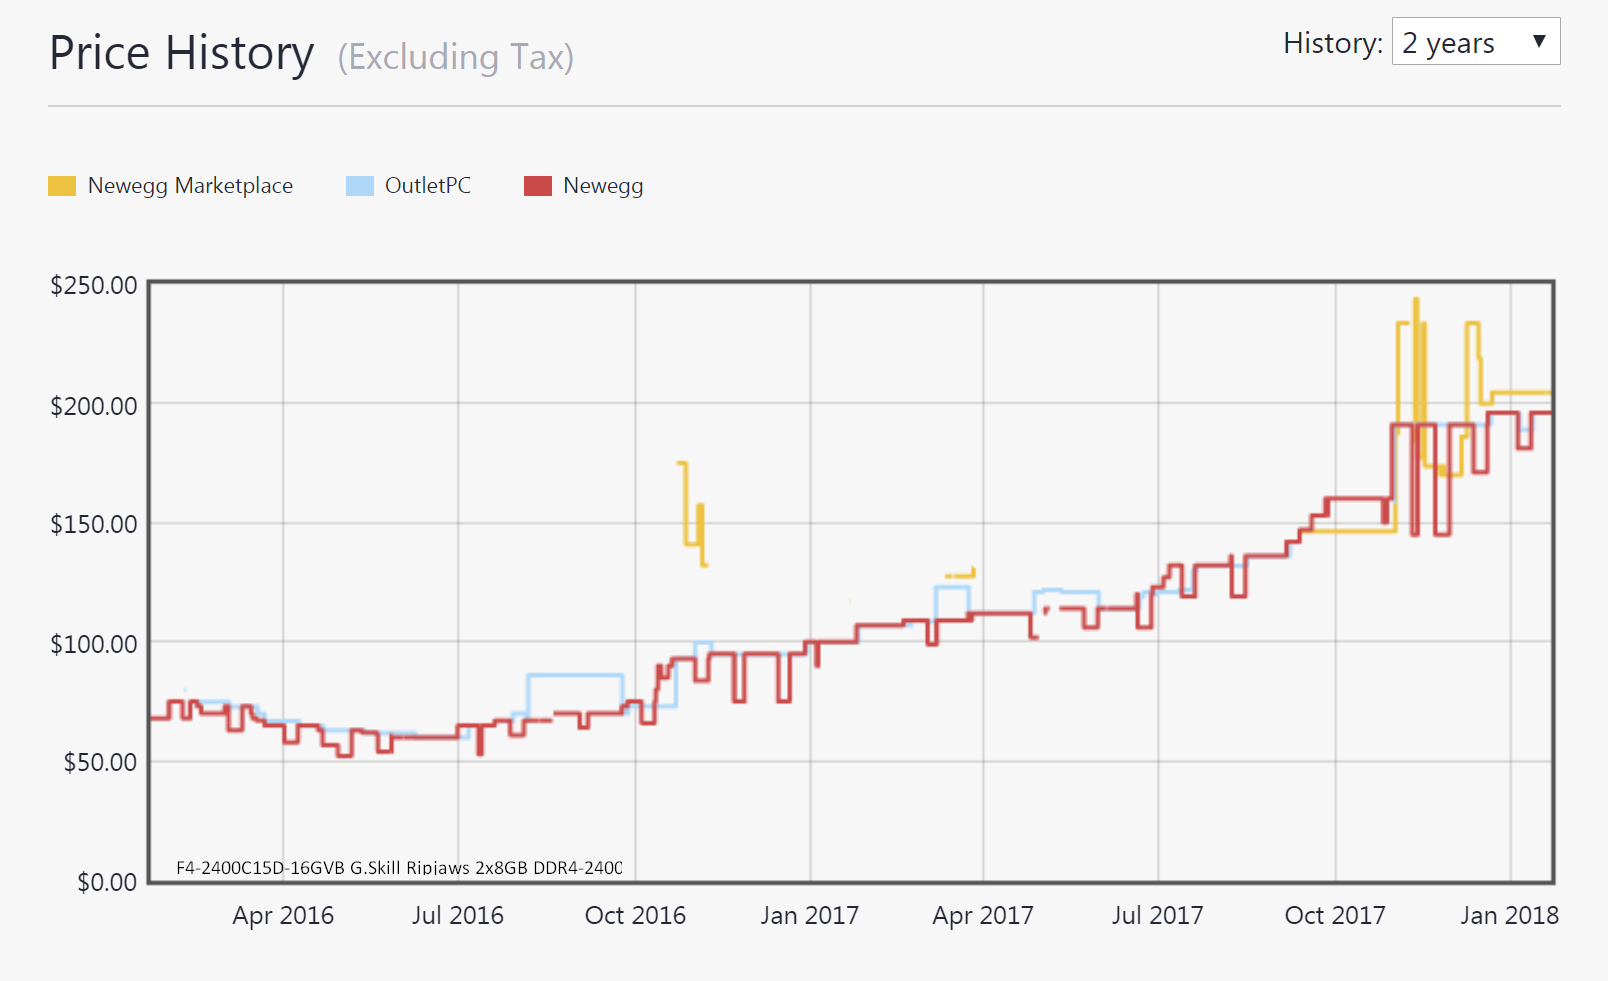 Price History (Excluding Tax)
History: 2 years ▼
Newegg Marketplace OutletPC Newegg
$250.00
$200.00
$150.00
$100.00
$50.00
F4-2400C15D-16GVB G.Skill Ripjaws 2x8GB DDR4-2400
$0.00
Apr 2016 Jul 2016 Oct 2016 Jan 2017 Apr 2017 Jul 2017 Oct 2017 Jan 2018